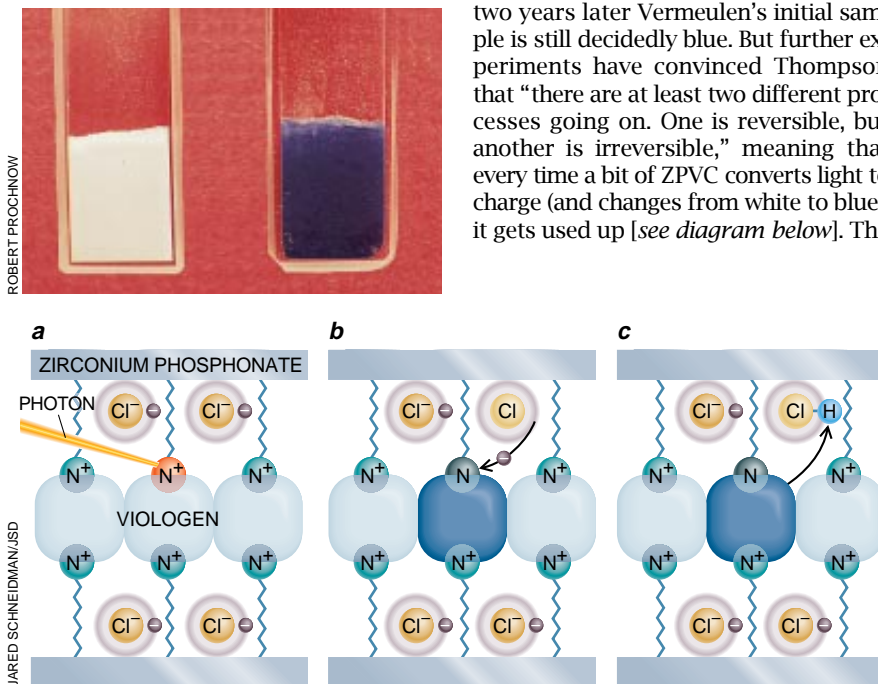 two years later Vermeulen's initial sam
ple is still decidedly blue. But further ex
periments have convinced Thompson
that "there are at least two different pro
cesses going on. One is reversible, bu
another is irreversible," meaning tha
every time a bit of ZPVC converts light t
charge (and changes from white to blue
it gets used up [see diagram below]. Th
ROBERT PROCHNOW
a
b
c
ZIRCONIUM PHOSPHONATE
PHOTON
Cl⁻ − Cl⁻ − Cl⁻ − Cl Cl⁻ − Cl H
−
N⁺ N⁺ N⁺ N⁺ N N⁺ N⁺ N N⁺
VIOLOGEN
N⁺ N⁺ N⁺ N⁺ N⁺ N⁺ N⁺ N⁺ N⁺
Cl⁻ − Cl⁻ − Cl⁻ − Cl⁻ − Cl⁻ − Cl⁻ −
JARED SCHNEIDMAN/JSD